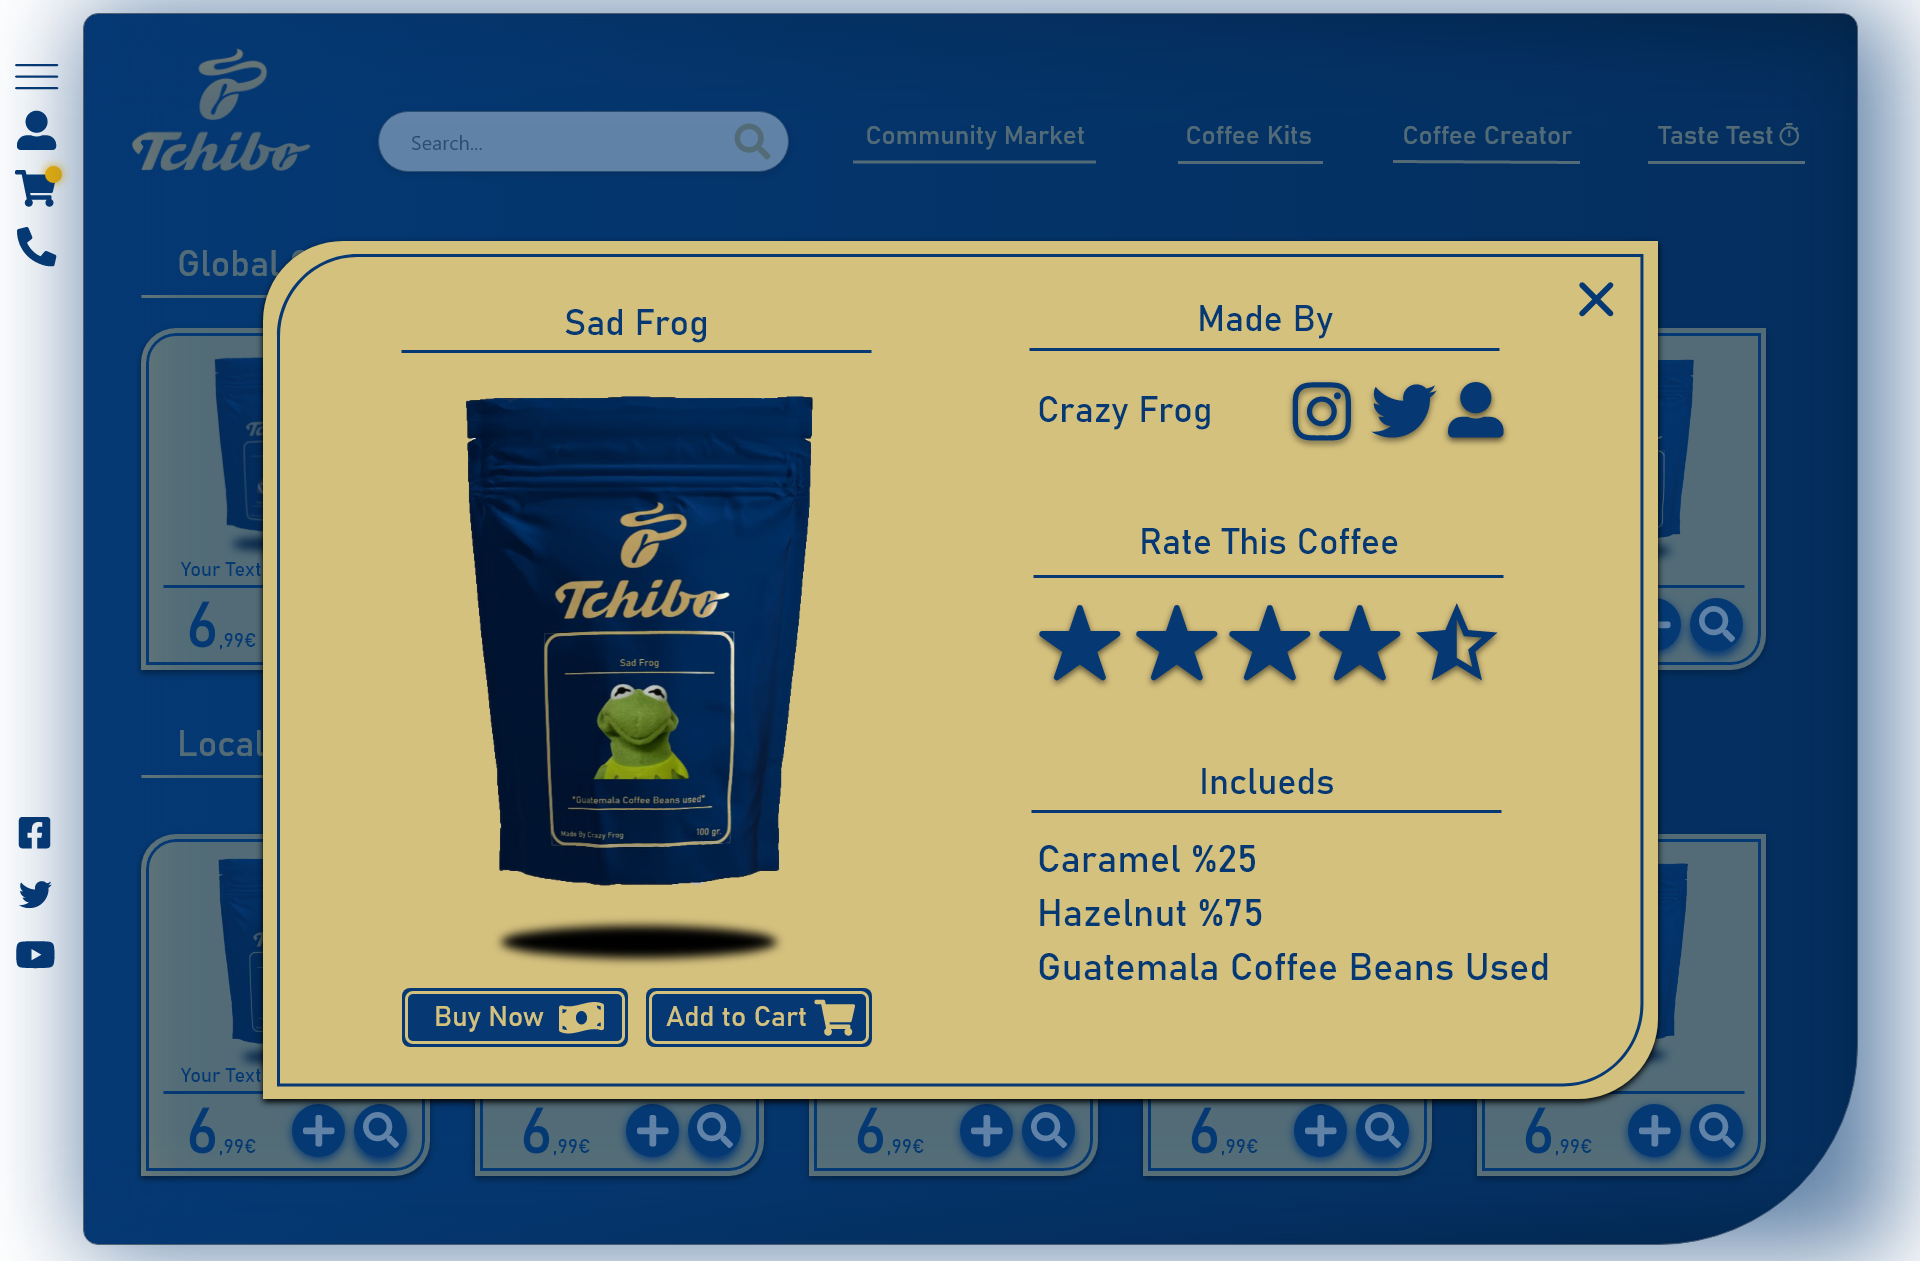 Tchibo
Search...
Community Market
Coffee Kits
Coffee Creator
Taste Test
Global
Sad Frog
Made By
Crazy Frog
Tchibo
Sad Frog
"Guatemala Coffee Beans used"
Made By Crazy Frog
100 gr.
Rate This Coffee
Inclueds
Caramel %25
Hazelnut %75
Guatemala Coffee Beans Used
Buy Now
Add to Cart
Your Text
6,99€
Local
Your Text
6,99€
6,99€
6,99€
6,99€
6,99€